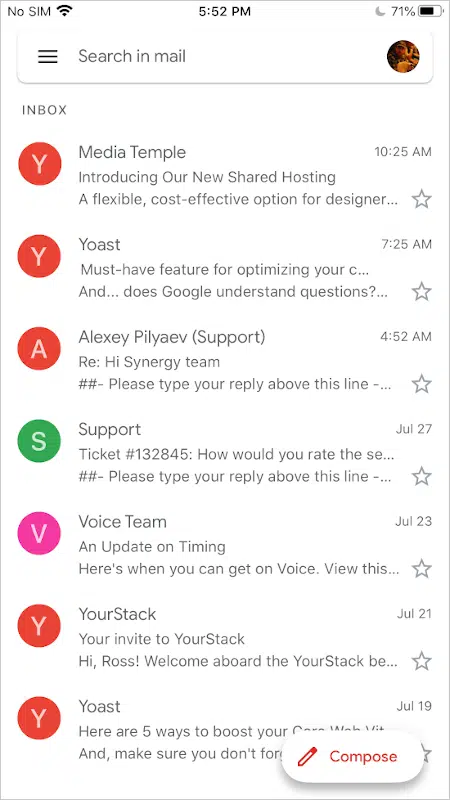 No SIM 5:52 PM 71%
Search in mail
INBOX
Y Media Temple 10:25 AM
Introducing Our New Shared Hosting
A flexible, cost-effective option for designer...
Y Yoast 7:25 AM
Must-have feature for optimizing your c...
And... does Google understand questions?...
A Alexey Pilyaev (Support) 4:52 AM
Re: Hi Synergy team
##- Please type your reply above this line -...
S Support Jul 27
Ticket #132845: How would you rate the se...
##- Please type your reply above this line -...
V Voice Team Jul 23
An Update on Timing
Here's when you can get on Voice. View this...
Y YourStack Jul 21
Your invite to YourStack
Hi, Ross! Welcome aboard the YourStack be...
Y Yoast Jul 19
Here are 5 ways to boost your Core Web Vit...
And, make sure you don't
Compose